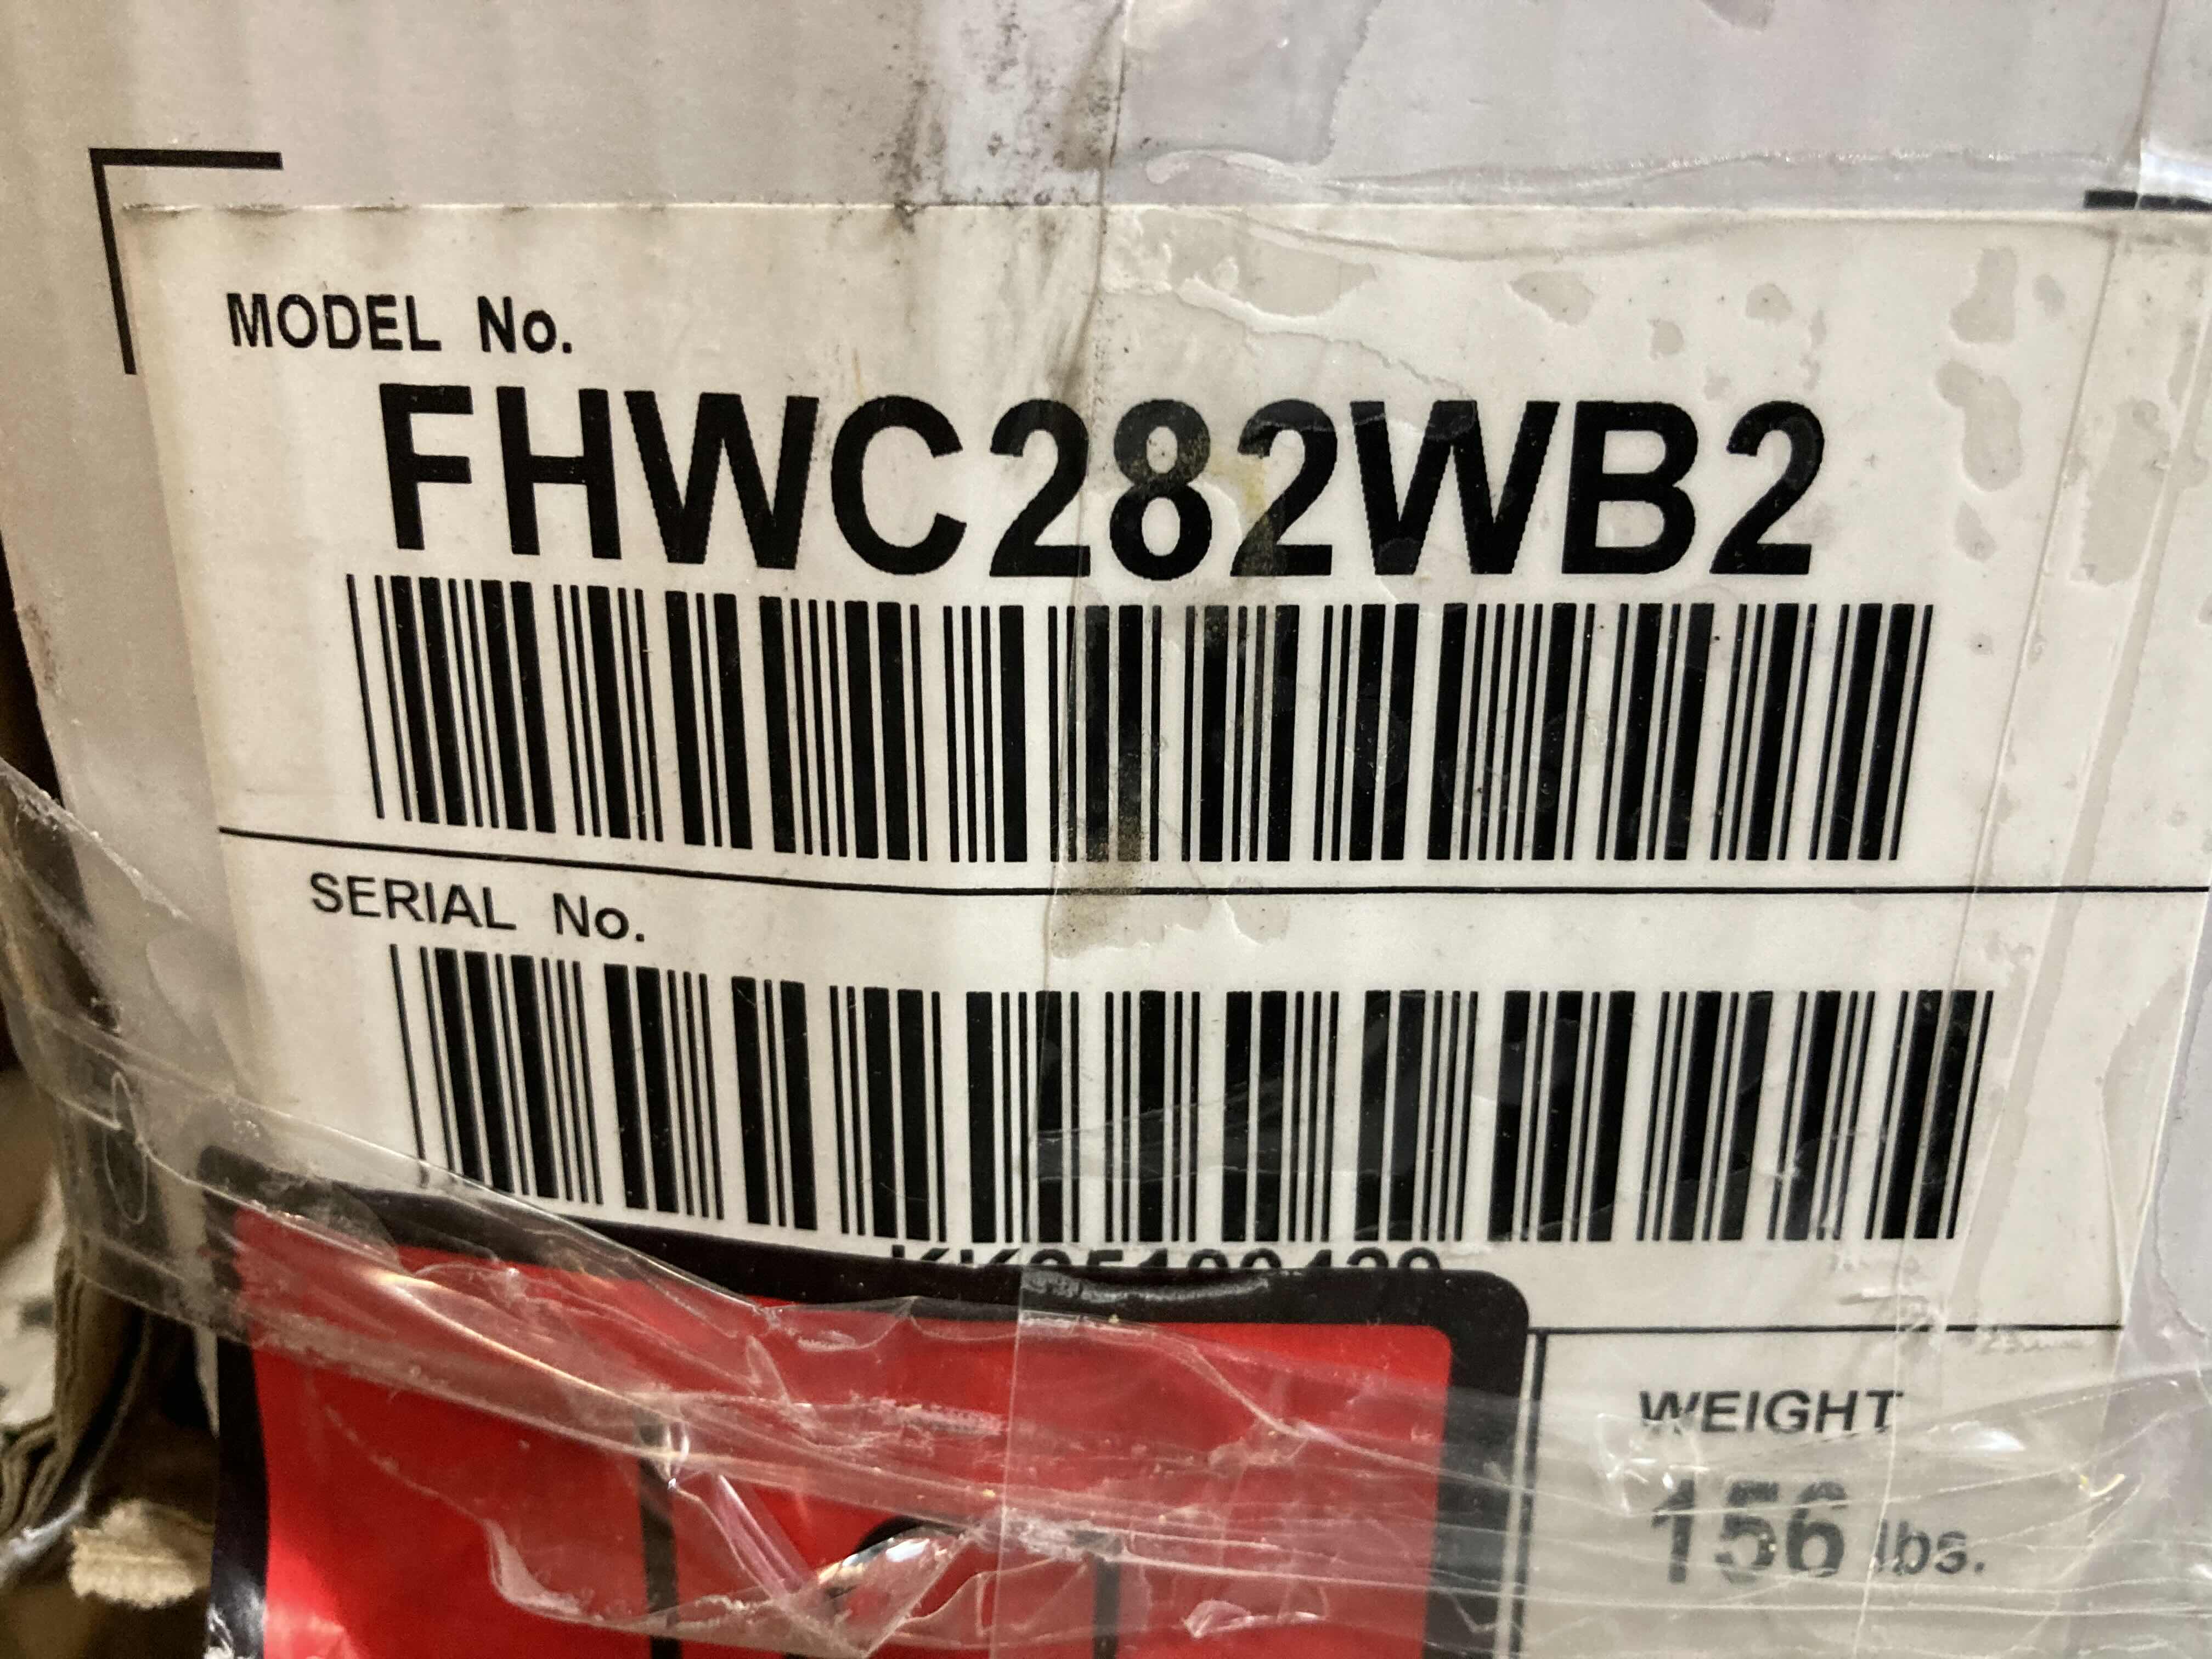 MODEL No.
FHWC282WB2
SERIAL No.
WEIGHT
156 lbs.